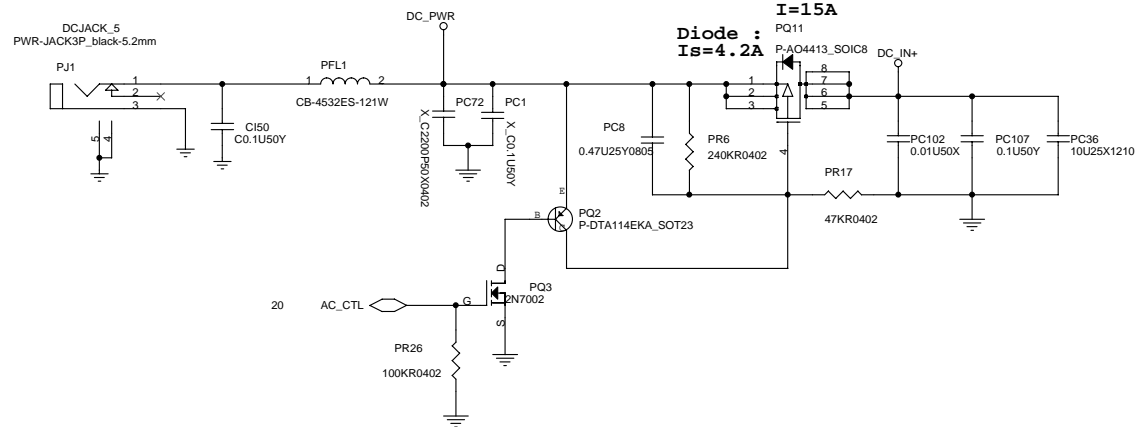 I=15A
DC_PWR
DCJACK_5
PWR-JACK3P_black-5.2mm
PJ1
Diode :
Is=4.2A
PQ11
P-AO4413_SOIC8
DC_IN+
PFL1
CB-4532ES-121W
1
2
3
5
4
1
2
CI50
C0.1U50Y
PC72
X_C2200P50X0402
PC1
X_C0.1U50Y
PC8
0.47U25Y0805
PR6
240KR0402
1
2
3
8
7
6
5
4
PR17
47KR0402
PC102
0.01U50X
PC107
0.1U50Y
PC36
10U25X1210
E
B
C
PQ2
P-DTA114EKA_SOT23
D
G
S
PQ3
2N7002
20
AC_CTL
PR26
100KR0402